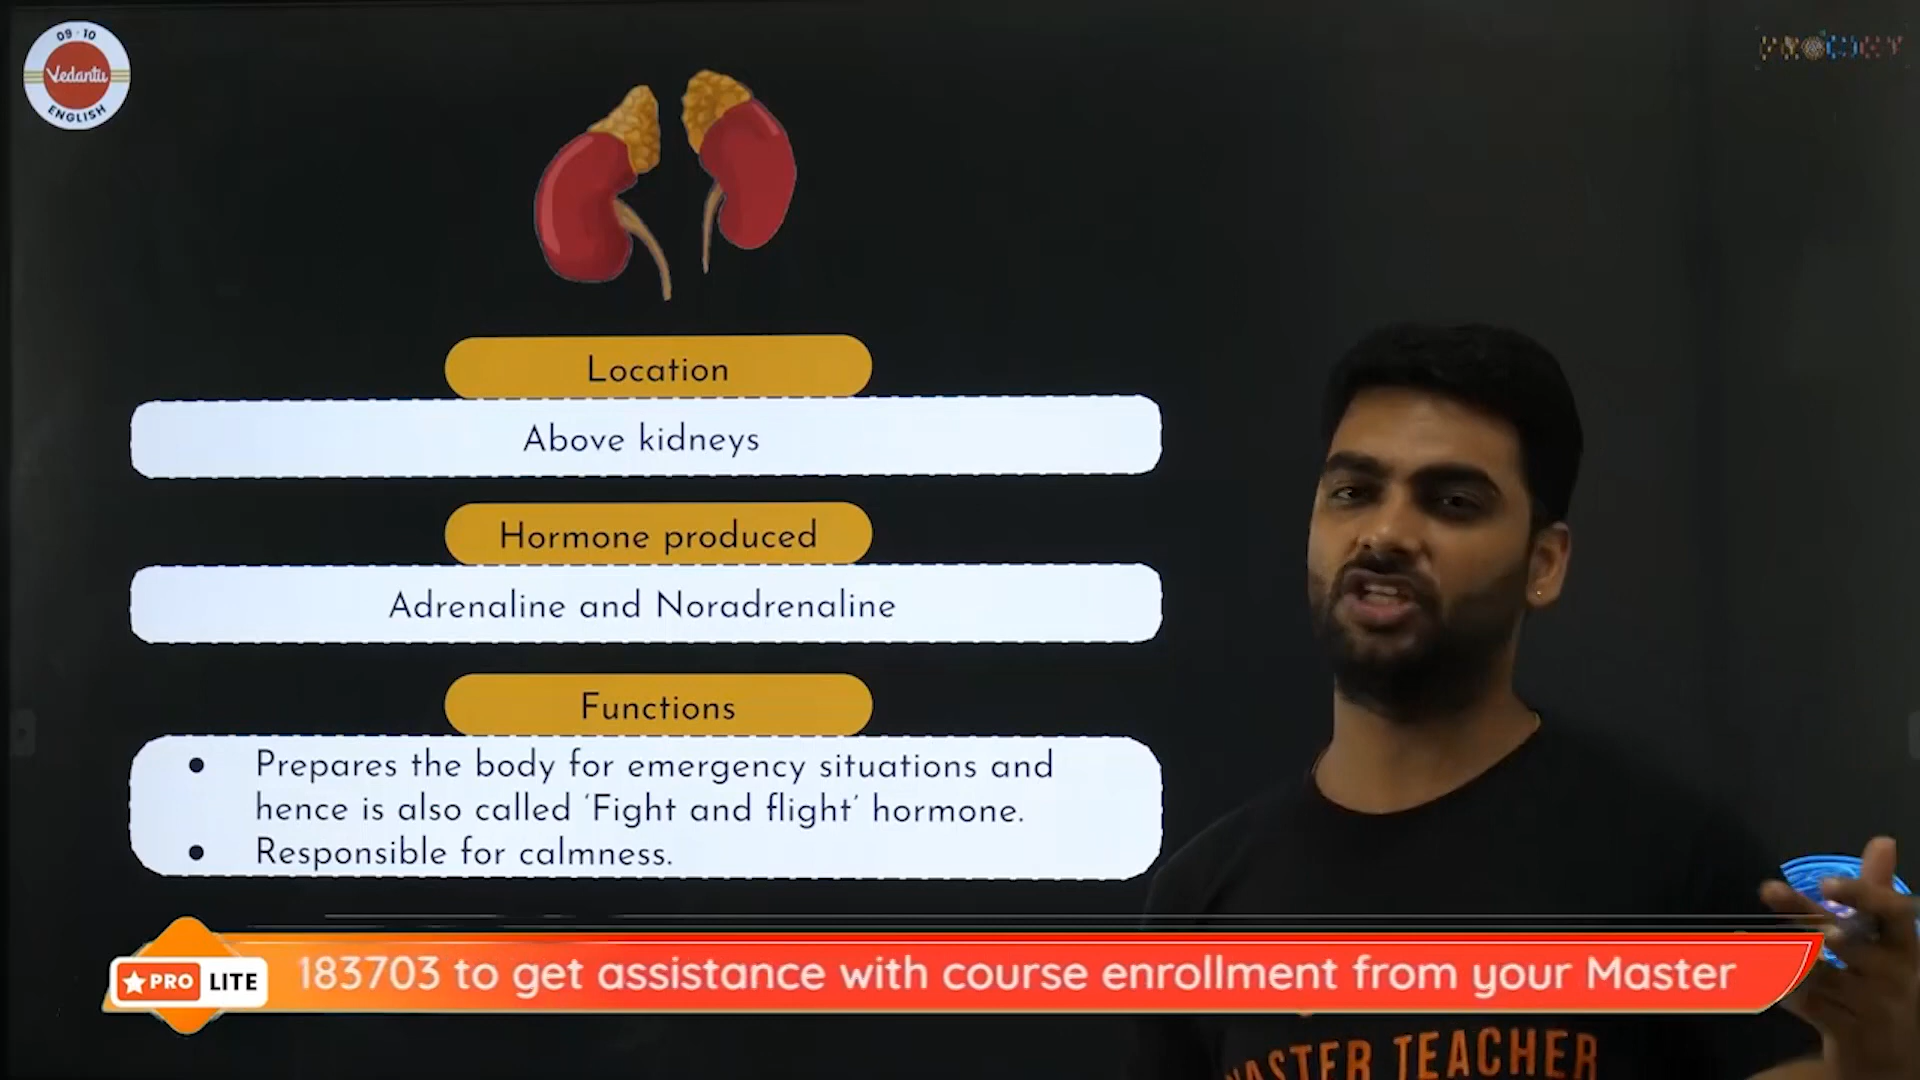 09-10
Vedantu
ENGLISH
Location
Above kidneys
Hormone produced
Adrenaline and Noradrenaline
Functions
● Prepares the body for emergency situations and
hence is also called ‘Fight and flight’ hormone.
● Responsible for calmness.
PRO LITE
183703 to get assistance with course enrollment from your Master
MASTER TEACHER